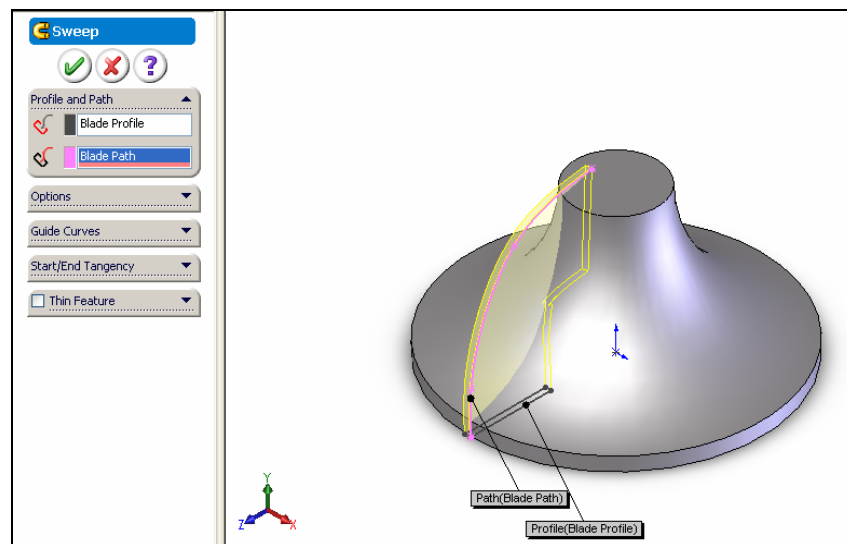 Sweep
Profile and Path
Blade Profile
Blade Path
Options
Guide Curves
Start/End Tangency
Thin Feature
Path(Blade Path)
Profile(Blade Profile)
Y
Z
X